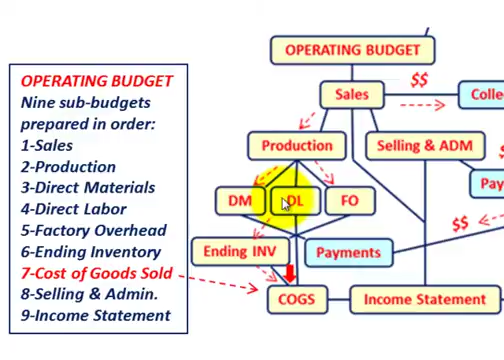 OPERATING BUDGET
Nine sub-budgets
prepared in order:
1-Sales
2-Production
3-Direct Materials
4-Direct Labor
5-Factory Overhead
6-Ending Inventory
7-Cost of Goods Sold
8-Selling & Admin.
9-Income Statement
OPERATING BUDGET
$$
Sales
Production
Selling & ADM
DM
DL
FO
$$
Ending INV
Payments
COGS
Income Statement